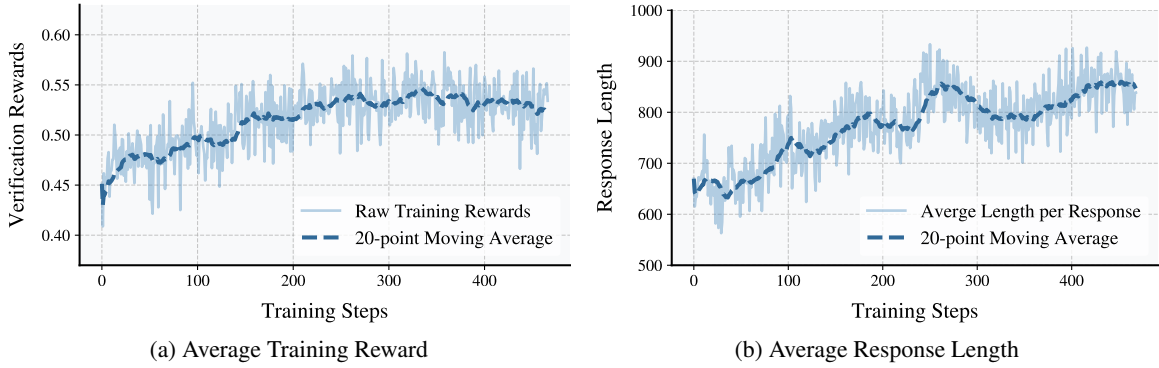 Verification Rewards
0.60
0.55
0.50
0.45
0.40
0
100
200
300
400
Raw Training Rewards
20-point Moving Average
Training Steps
(a) Average Training Reward
Response Length
1000
900
800
700
600
500
0
100
200
300
400
Averge Length per Response
20-point Moving Average
Training Steps
(b) Average Response Length